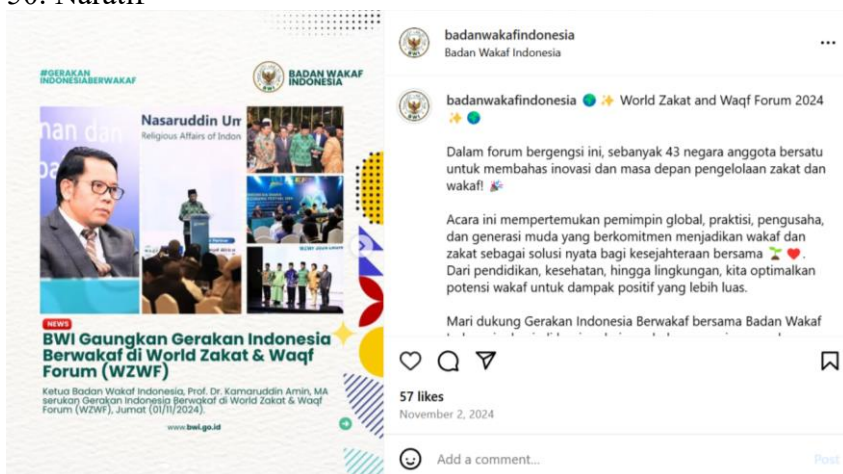 #GERAKAN
INDONESIABERWAKAF
BADAN WAKAF
INDONESIA
BWI
Nasaruddin Um
Religious Affairs of Indon
NEWS
BWI Gaungkan Gerakan Indonesia
Berwakaf di World Zakat & Waqf
Forum (WZWF)
Ketua Badan Wakaf Indonesia, Prof. Dr. Kamaruddin Amin, MA
serukan Gerakan Indonesia Berwakaf di World Zakat & Waqf
Forum (WZWF), Jumat (01/11/2024).
www.bwi.go.id
badanwakafindonesia
Badan Wakaf Indonesia
badanwakafindonesia 🌍 ✨ World Zakat and Waqf Forum 2024
✨ 🌍
Dalam forum bergengsi ini, sebanyak 43 negara anggota bersatu
untuk membahas inovasi dan masa depan pengelolaan zakat dan
wakaf! 🎉
Acara ini mempertemukan pemimpin global, praktisi, pengusaha,
dan generasi muda yang berkomitmen menjadikan wakaf dan
zakat sebagai solusi nyata bagi kesejahteraan bersama 🌱 ❤️.
Dari pendidikan, kesehatan, hingga lingkungan, kita optimalkan
potensi wakaf untuk dampak positif yang lebih luas.
Mari dukung Gerakan Indonesia Berwakaf bersama Badan Wakaf
57 likes
November 2, 2024
Add a comment...
Post